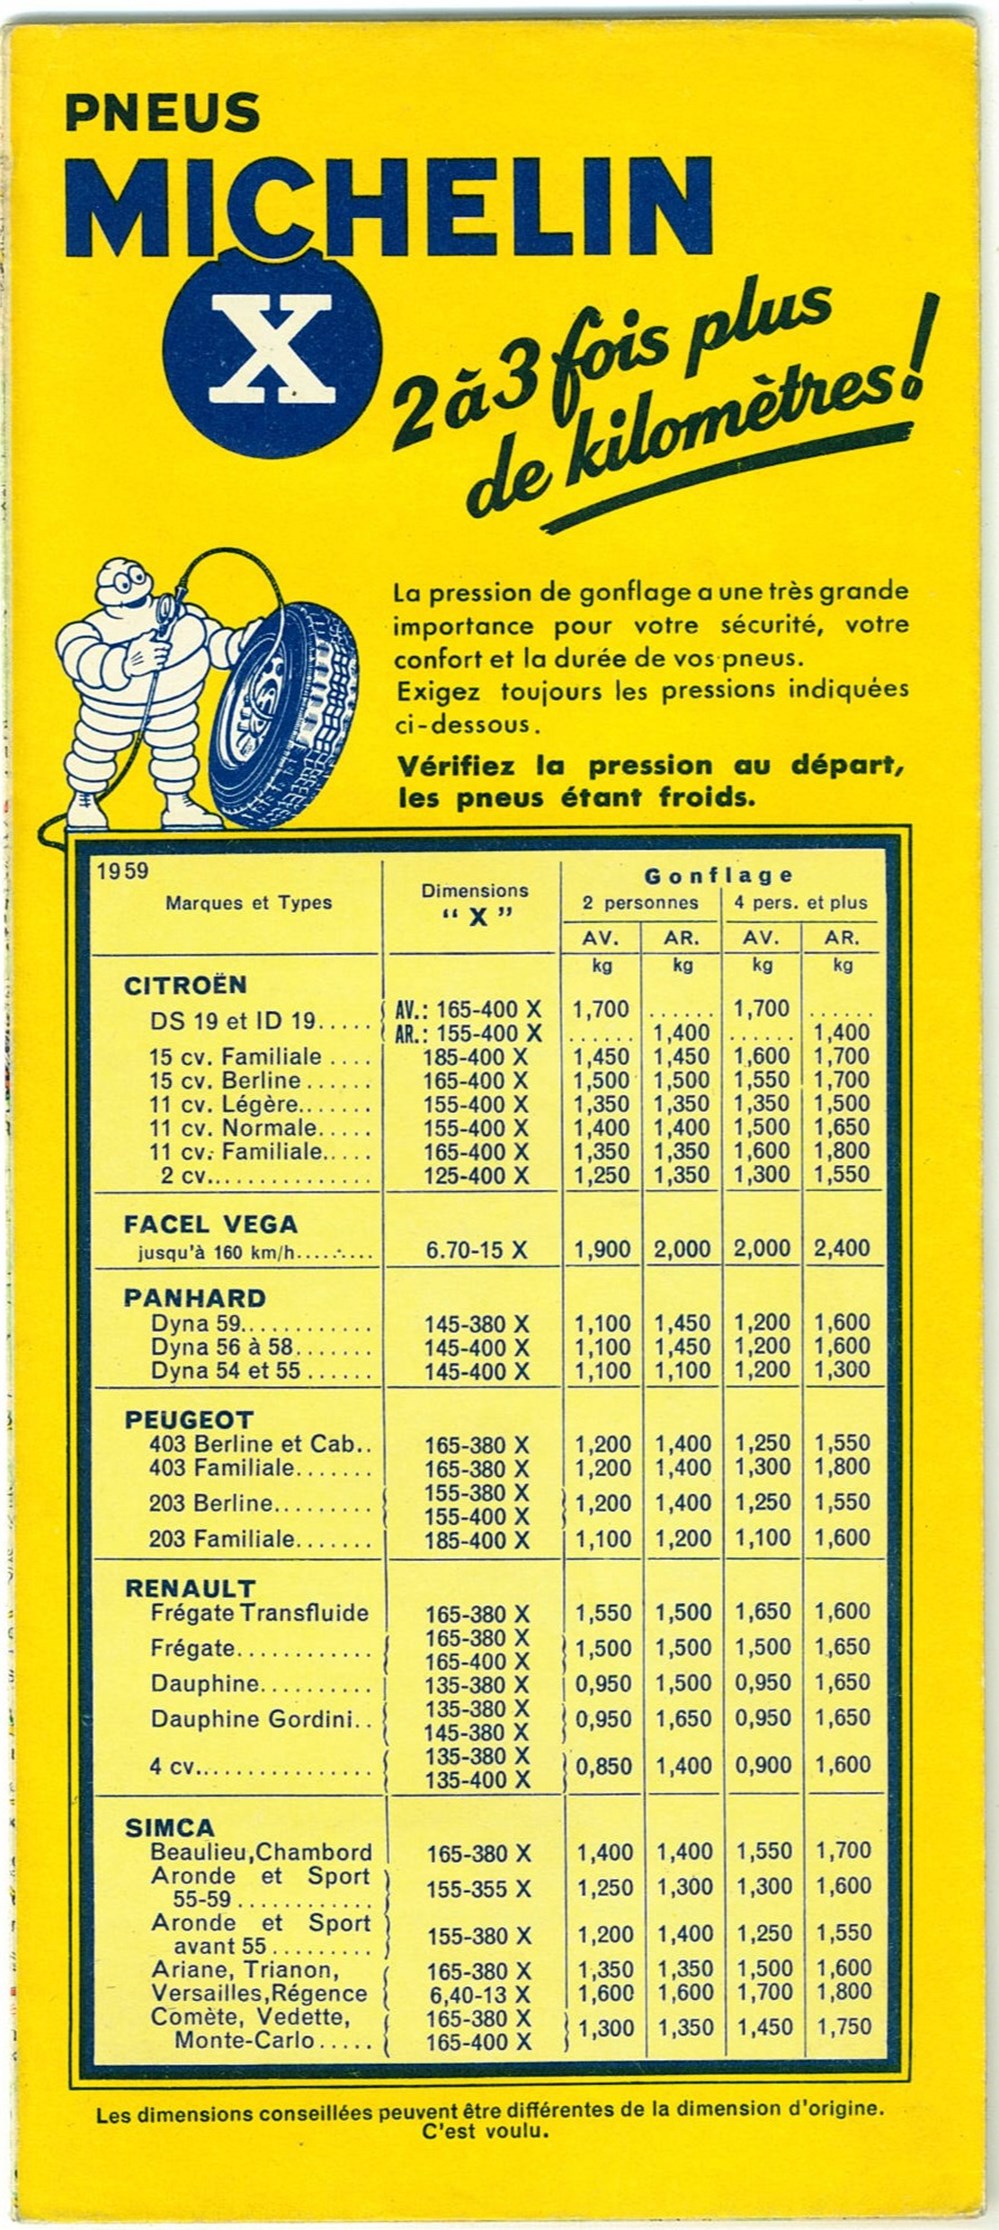 PNEUS
MICHELIN
X
2 à 3 fois plus
de kilomètres!
La pression de gonflage a une très grande
importance pour votre sécurité, votre
confort et la durée de vos pneus.
Exigez toujours les pressions indiquées
ci-dessous.
Vérifiez la pression au départ,
les pneus étant froids.
1959
Marques et Types Dimensions "X" Gonflage
2 personnes 4 pers. et plus
AV. AR. AV. AR.
kg kg kg kg
CITROËN
DS 19 et ID 19..... AV.: 165-400 X 1,700 ...... 1,700 ......
AR.: 155-400 X ...... 1,400 ...... 1,400
15 cv. Familiale .... 185-400 X 1,450 1,450 1,600 1,700
15 cv. Berline ...... 165-400 X 1,500 1,500 1,550 1,700
11 cv. Légère....... 155-400 X 1,350 1,350 1,350 1,500
11 cv. Normale..... 155-400 X 1,400 1,400 1,500 1,650
11 cv. Familiale..... 165-400 X 1,350 1,350 1,600 1,800
2 cv............... 125-400 X 1,250 1,350 1,300 1,550
FACEL VEGA
jusqu'à 160 km/h......... 6.70-15 X 1,900 2,000 2,000 2,400
PANHARD
Dyna 59............ 145-380 X 1,100 1,450 1,200 1,600
Dyna 56 à 58....... 145-400 X 1,100 1,450 1,200 1,600
Dyna 54 et 55 ...... 145-400 X 1,100 1,100 1,200 1,300
PEUGEOT
403 Berline et Cab.. 165-380 X 1,200 1,400 1,250 1,550
403 Familiale....... 165-380 X 1,200 1,400 1,300 1,800
155-380 X
203 Berline......... 1,200 1,400 1,250 1,550
155-400 X
203 Familiale....... 185-400 X 1,100 1,200 1,100 1,600
RENAULT
Frégate Transfluide 165-380 X 1,550 1,500 1,650 1,600
165-380 X
Frégate............ 1,500 1,500 1,500 1,650
165-400 X
Dauphine.......... 135-380 X 0,950 1,500 0,950 1,650
135-380 X
Dauphine Gordini.. 0,950 1,650 0,950 1,650
145-380 X
135-380 X
4 cv................ 0,850 1,400 0,900 1,600
135-400 X
SIMCA
Beaulieu, Chambord 165-380 X 1,400 1,400 1,550 1,700
Aronde et Sport
55-59 ............ 155-355 X 1,250 1,300 1,300 1,600
Aronde et Sport
avant 55 ......... 155-380 X 1,200 1,400 1,250 1,550
Ariane, Trianon, 165-380 X 1,350 1,350 1,500 1,600
Versailles, Régence 6,40-13 X 1,600 1,600 1,700 1,800
Comète, Vedette, 165-380 X
Monte-Carlo ..... 165-400 X 1,300 1,350 1,450 1,750
Les dimensions conseillées peuvent être différentes de la dimension d'origine.
C'est voulu.